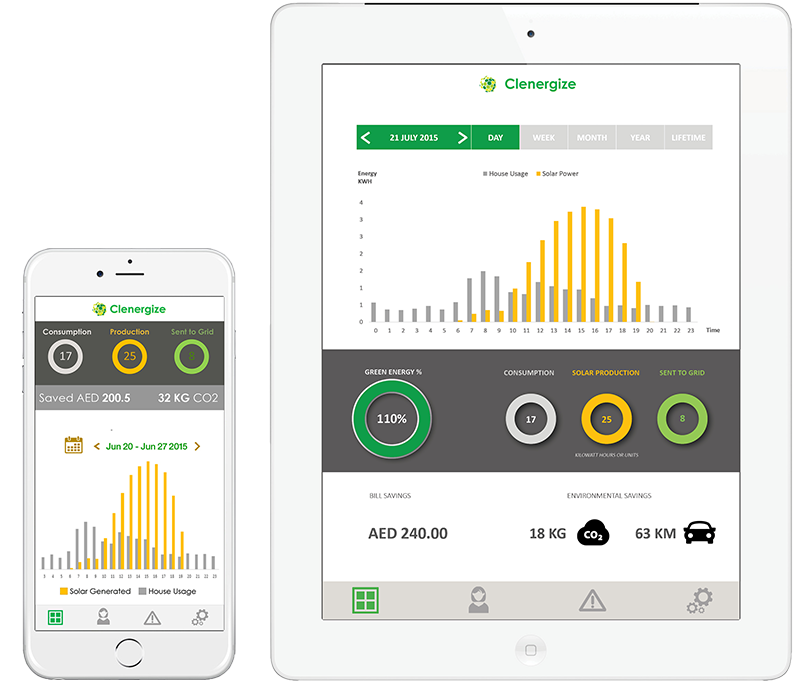 Clenergize
Consumption Production Sent to Grid
17 25 8
Saved AED 200.5 32 KG CO2
Jun 20 - Jun 27 2015
3 4 5 6 7 8 9 10 11 12 13 14 15 16 17 18 19 20 21 22 23
Solar Generated House Usage
Clenergize
21 JULY 2015 DAY WEEK MONTH YEAR LIFETIME
Energy
KWH
House Usage Solar Power
4
3
3
2
2
1
1
0
0 1 2 3 4 5 6 7 8 9 10 11 12 13 14 15 16 17 18 19 20 21 22 23 Time
GREEN ENERGY % CONSUMPTION SOLAR PRODUCTION SENT TO GRID
110% 17 25 8
KILOWATT HOURS OR UNITS
BILL SAVINGS ENVIRONMENTAL SAVINGS
AED 240.00 18 KG CO₂ 63 KM